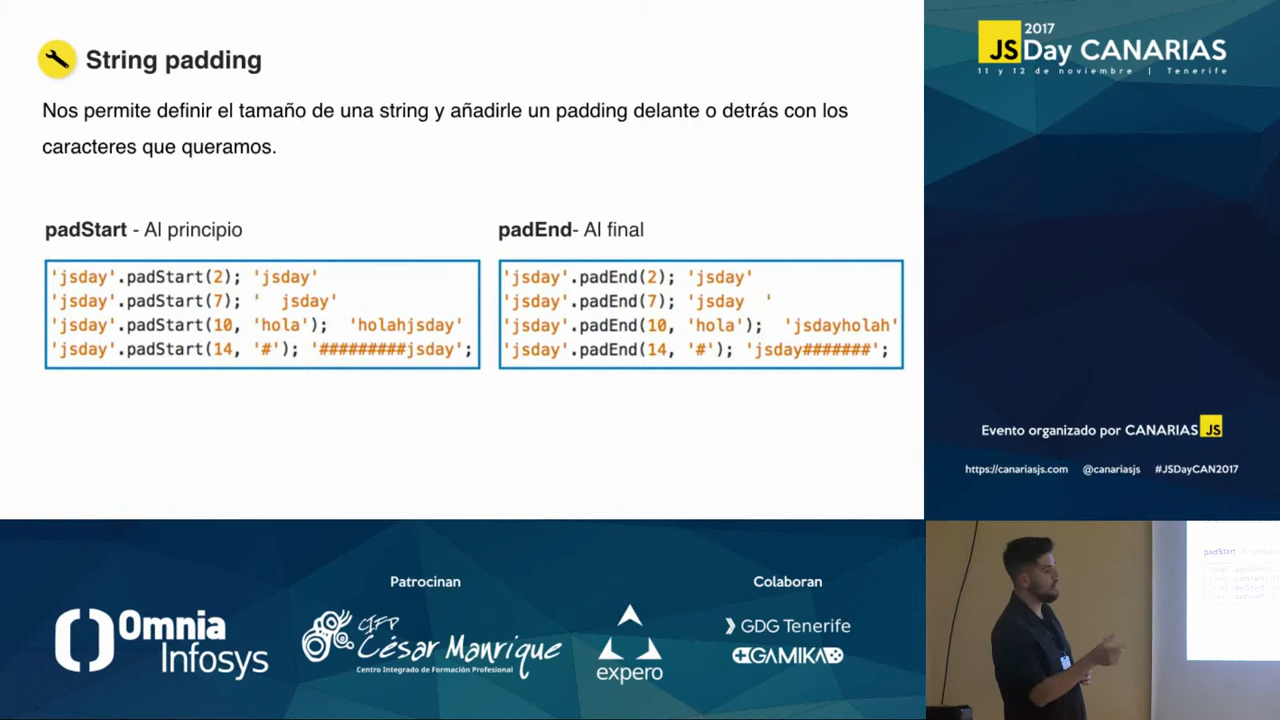 String padding
Nos permite definir el tamaño de una string y añadirle un padding delante o detrás con los
caracteres que queramos.
padStart - Al principio
'jsday'.padStart(2); 'jsday'
'jsday'.padStart(7); '  jsday'
'jsday'.padStart(10, 'hola'); 'holahjsday'
'jsday'.padStart(14, '#'); '#########jsday';
padEnd- Al final
'jsday'.padEnd(2); 'jsday'
'jsday'.padEnd(7); 'jsday  '
'jsday'.padEnd(10, 'hola'); 'jsdayholah'
'jsday'.padEnd(14, '#'); 'jsday#######';
2017
JSDay CANARIAS
11 y 12 de noviembre | Tenerife
Evento organizado por CANARIAS JS
https://canariasjs.com @canariasjs #JSDayCAN2017
Patrocinan
Omnia
Infosys
CIFP
César Manrique
Centro Integrado de Formación Profesional
expero
Colaboran
GDG Tenerife
GAMIKA
padStart - Al principio